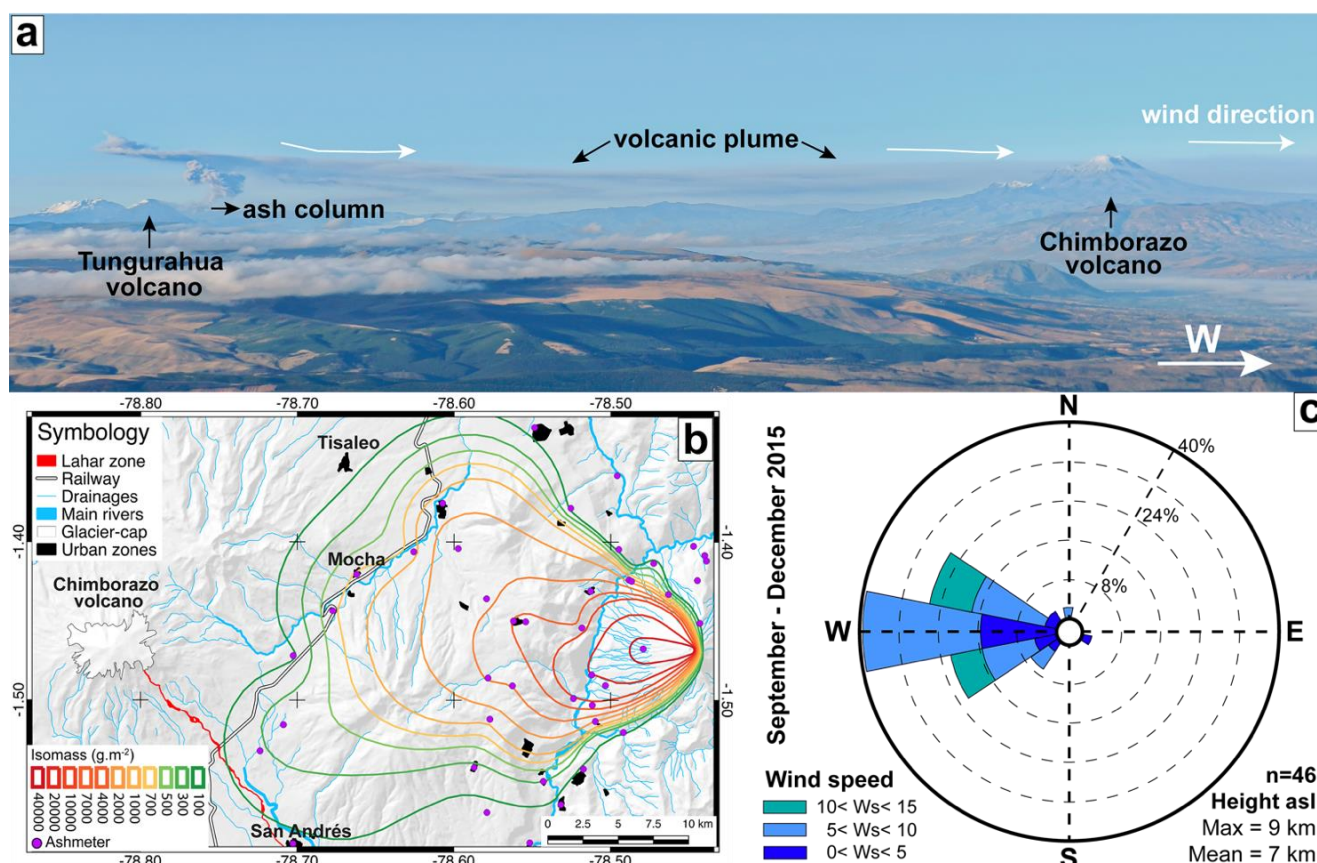 a
wind direction
volcanic plume
ash column
Tungurahua
volcano
Chimborazo
volcano
W
b
-78.80
-78.70
-78.60
-78.50
Symbology
Lahar zone
Railway
Drainages
Main rivers
Glacier-cap
Urban zones
Tisaleo
Mocha
Chimborazo
volcano
-1.40
-1.40
-1.50
-1.50
Isomass (g.m⁻²)
40000
20000
10000
7000
4000
2000
1000
700
500
300
100
Ashmeter
San Andrés
0 2.5 5 7.5 10 km
-78.80
-78.70
-78.60
-78.50
c
September - December 2015
N
40%
24%
8%
W
E
S
Wind speed
10< Ws< 15
5< Ws< 10
0< Ws< 5
n=46
Height asl
Max = 9 km
Mean = 7 km